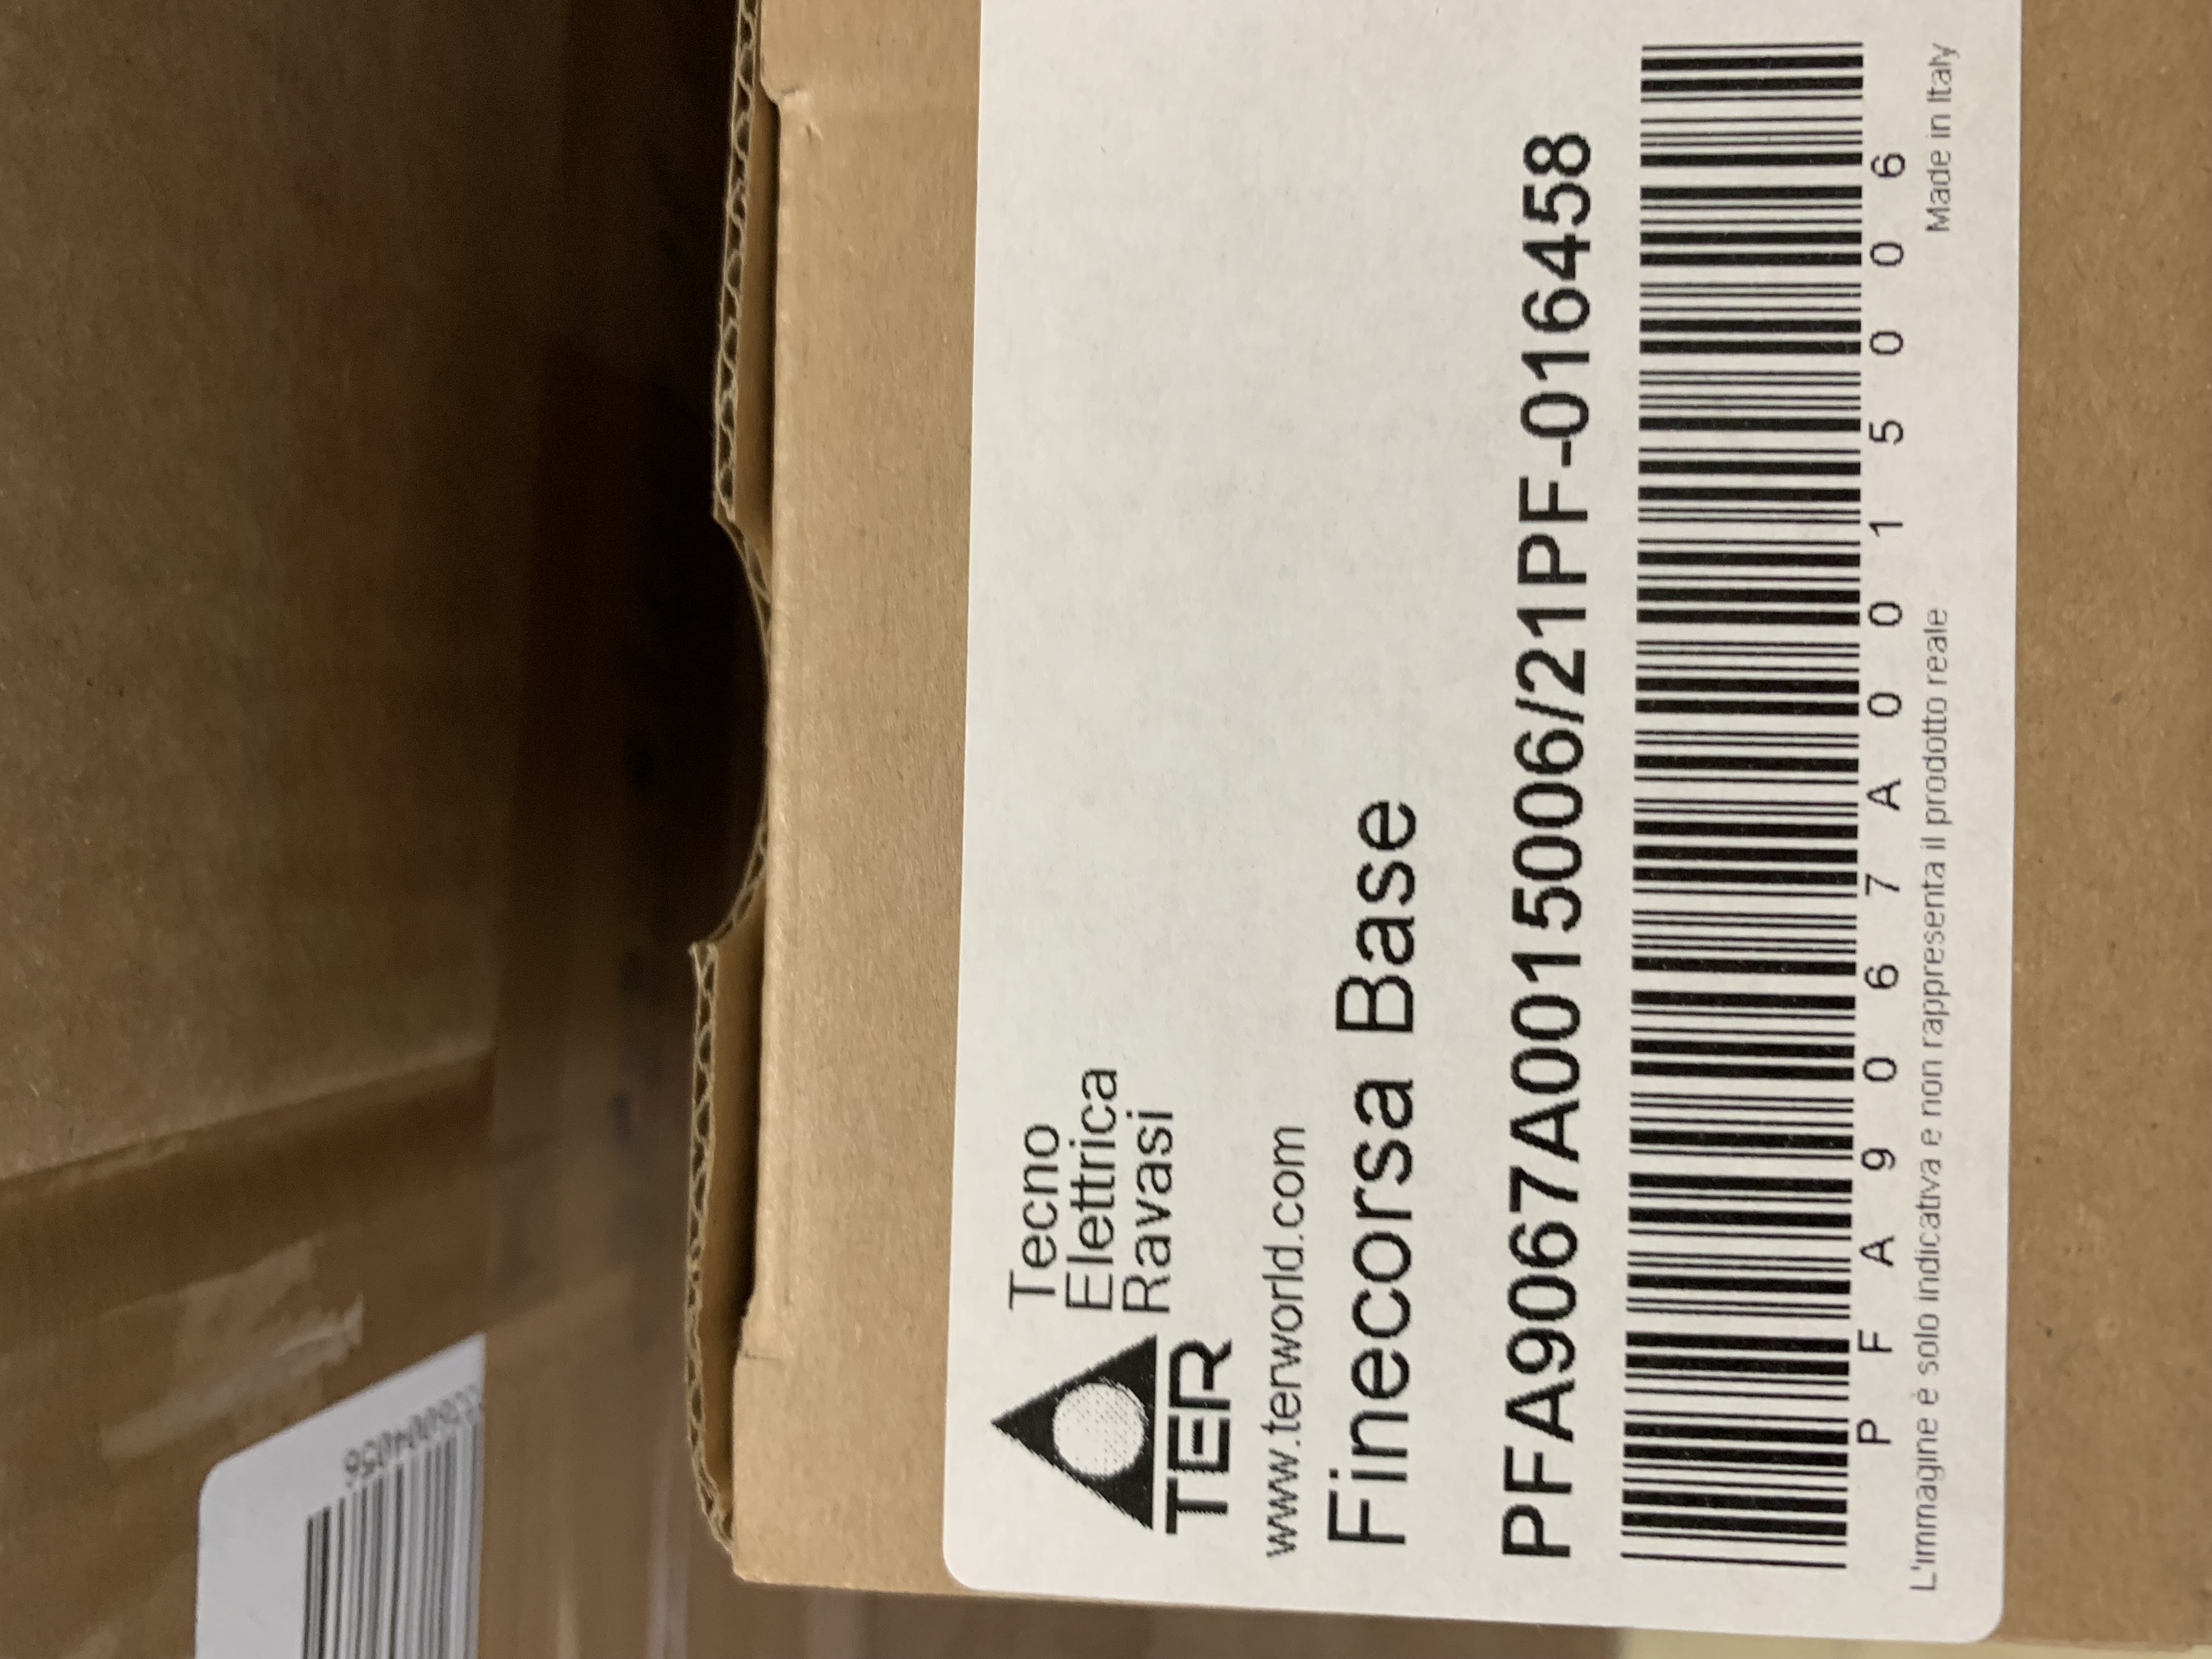 Tecno
Elettrica
Ravasi
TER
www.terworld.com
Finecorsa Base
PFA9067A0015006/21PF-016458
P F A 9 0 6 7 A 0 0 1 5 0 0 6
L'immagine è solo indicativa e non rappresenta il prodotto reale
Made in Italy